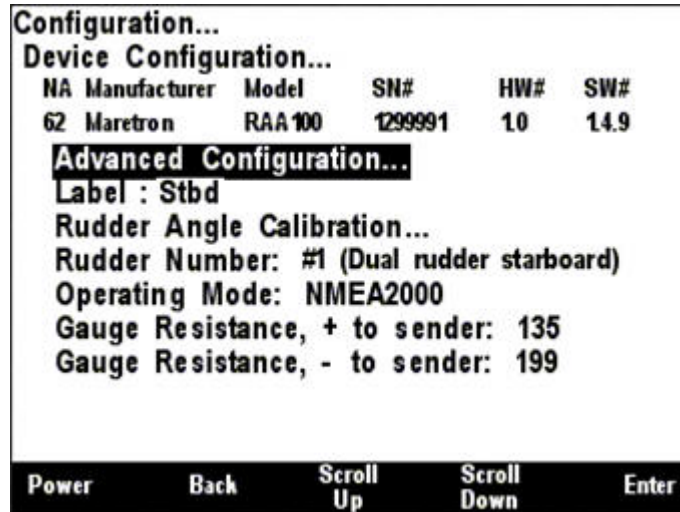 Configuration...
Device Configuration...
NA Manufacturer Model SN# HW# SW#
62 Maretron RAA100 1299991 1.0 1.4.9
Advanced Configuration...
Label : Stbd
Rudder Angle Calibration...
Rudder Number: #1 (Dual rudder starboard)
Operating Mode: NMEA2000
Gauge Resistance, + to sender: 135
Gauge Resistance, - to sender: 199
Power Back Scroll Up Scroll Down Enter